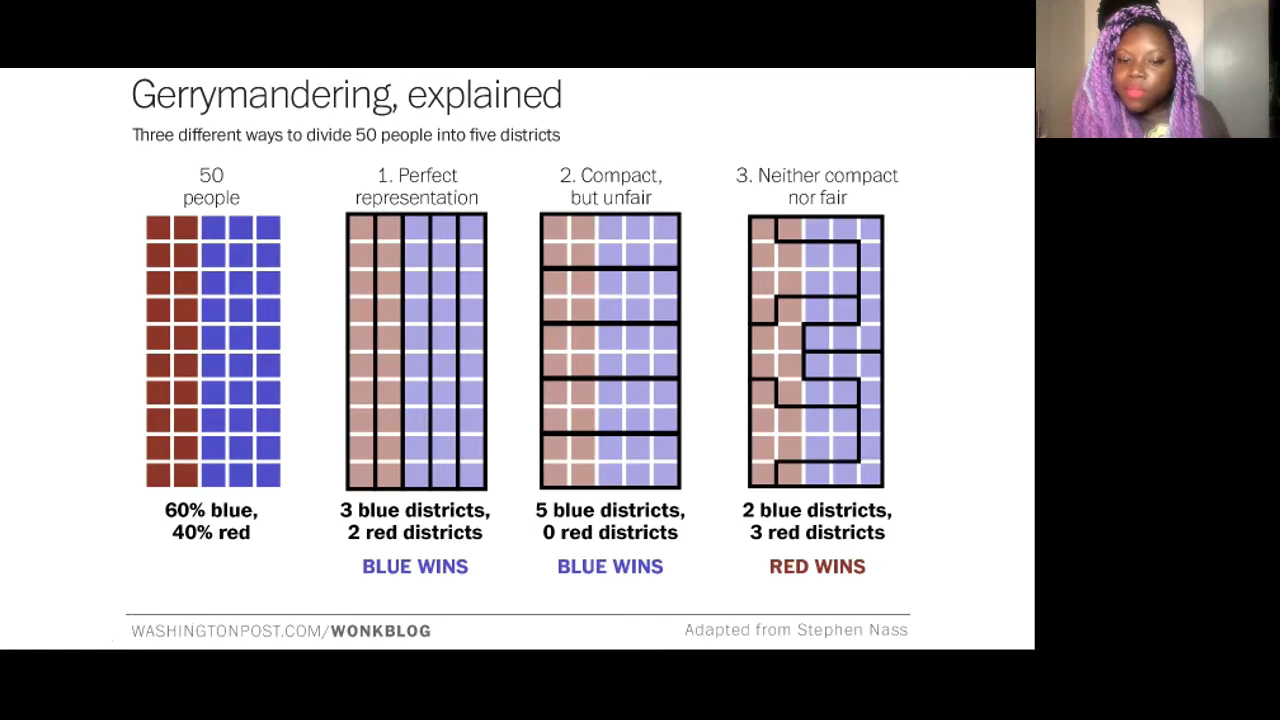 Gerrymandering, explained
Three different ways to divide 50 people into five districts
50
people
1. Perfect
representation
2. Compact,
but unfair
3. Neither compact
nor fair
60% blue,
40% red
3 blue districts,
2 red districts
BLUE WINS
5 blue districts,
0 red districts
BLUE WINS
2 blue districts,
3 red districts
RED WINS
WASHINGTONPOST.COM/WONKBLOG
Adapted from Stephen Nass